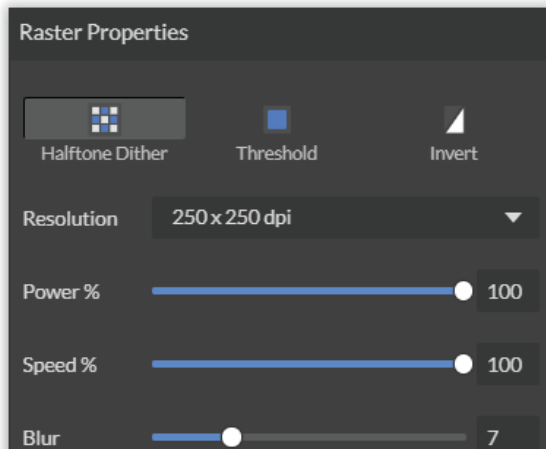 Raster Properties
Halftone Dither Threshold Invert
Resolution 250 x 250 dpi
Power % 100
Speed % 100
Blur 7